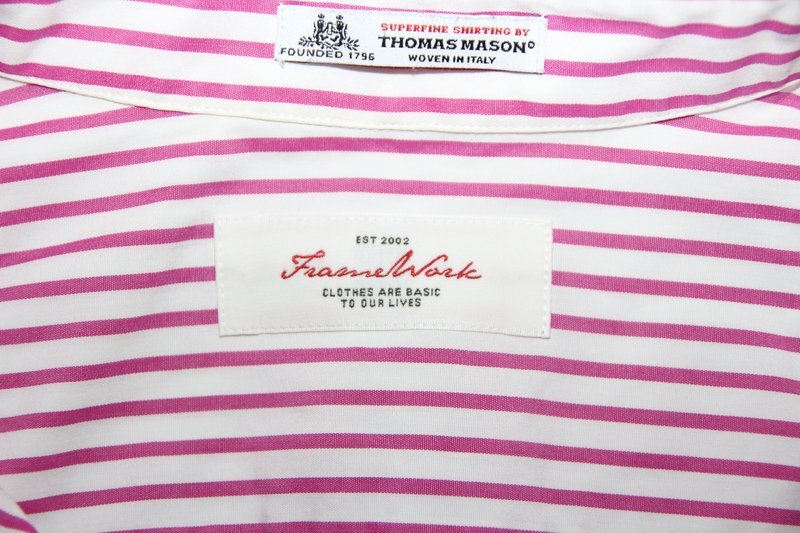 SUPERFINE SHIRTING BY
THOMAS MASON®
FOUNDED 1796
WOVEN IN ITALY
EST 2002
FrameWork
CLOTHES ARE BASIC
TO OUR LIVES